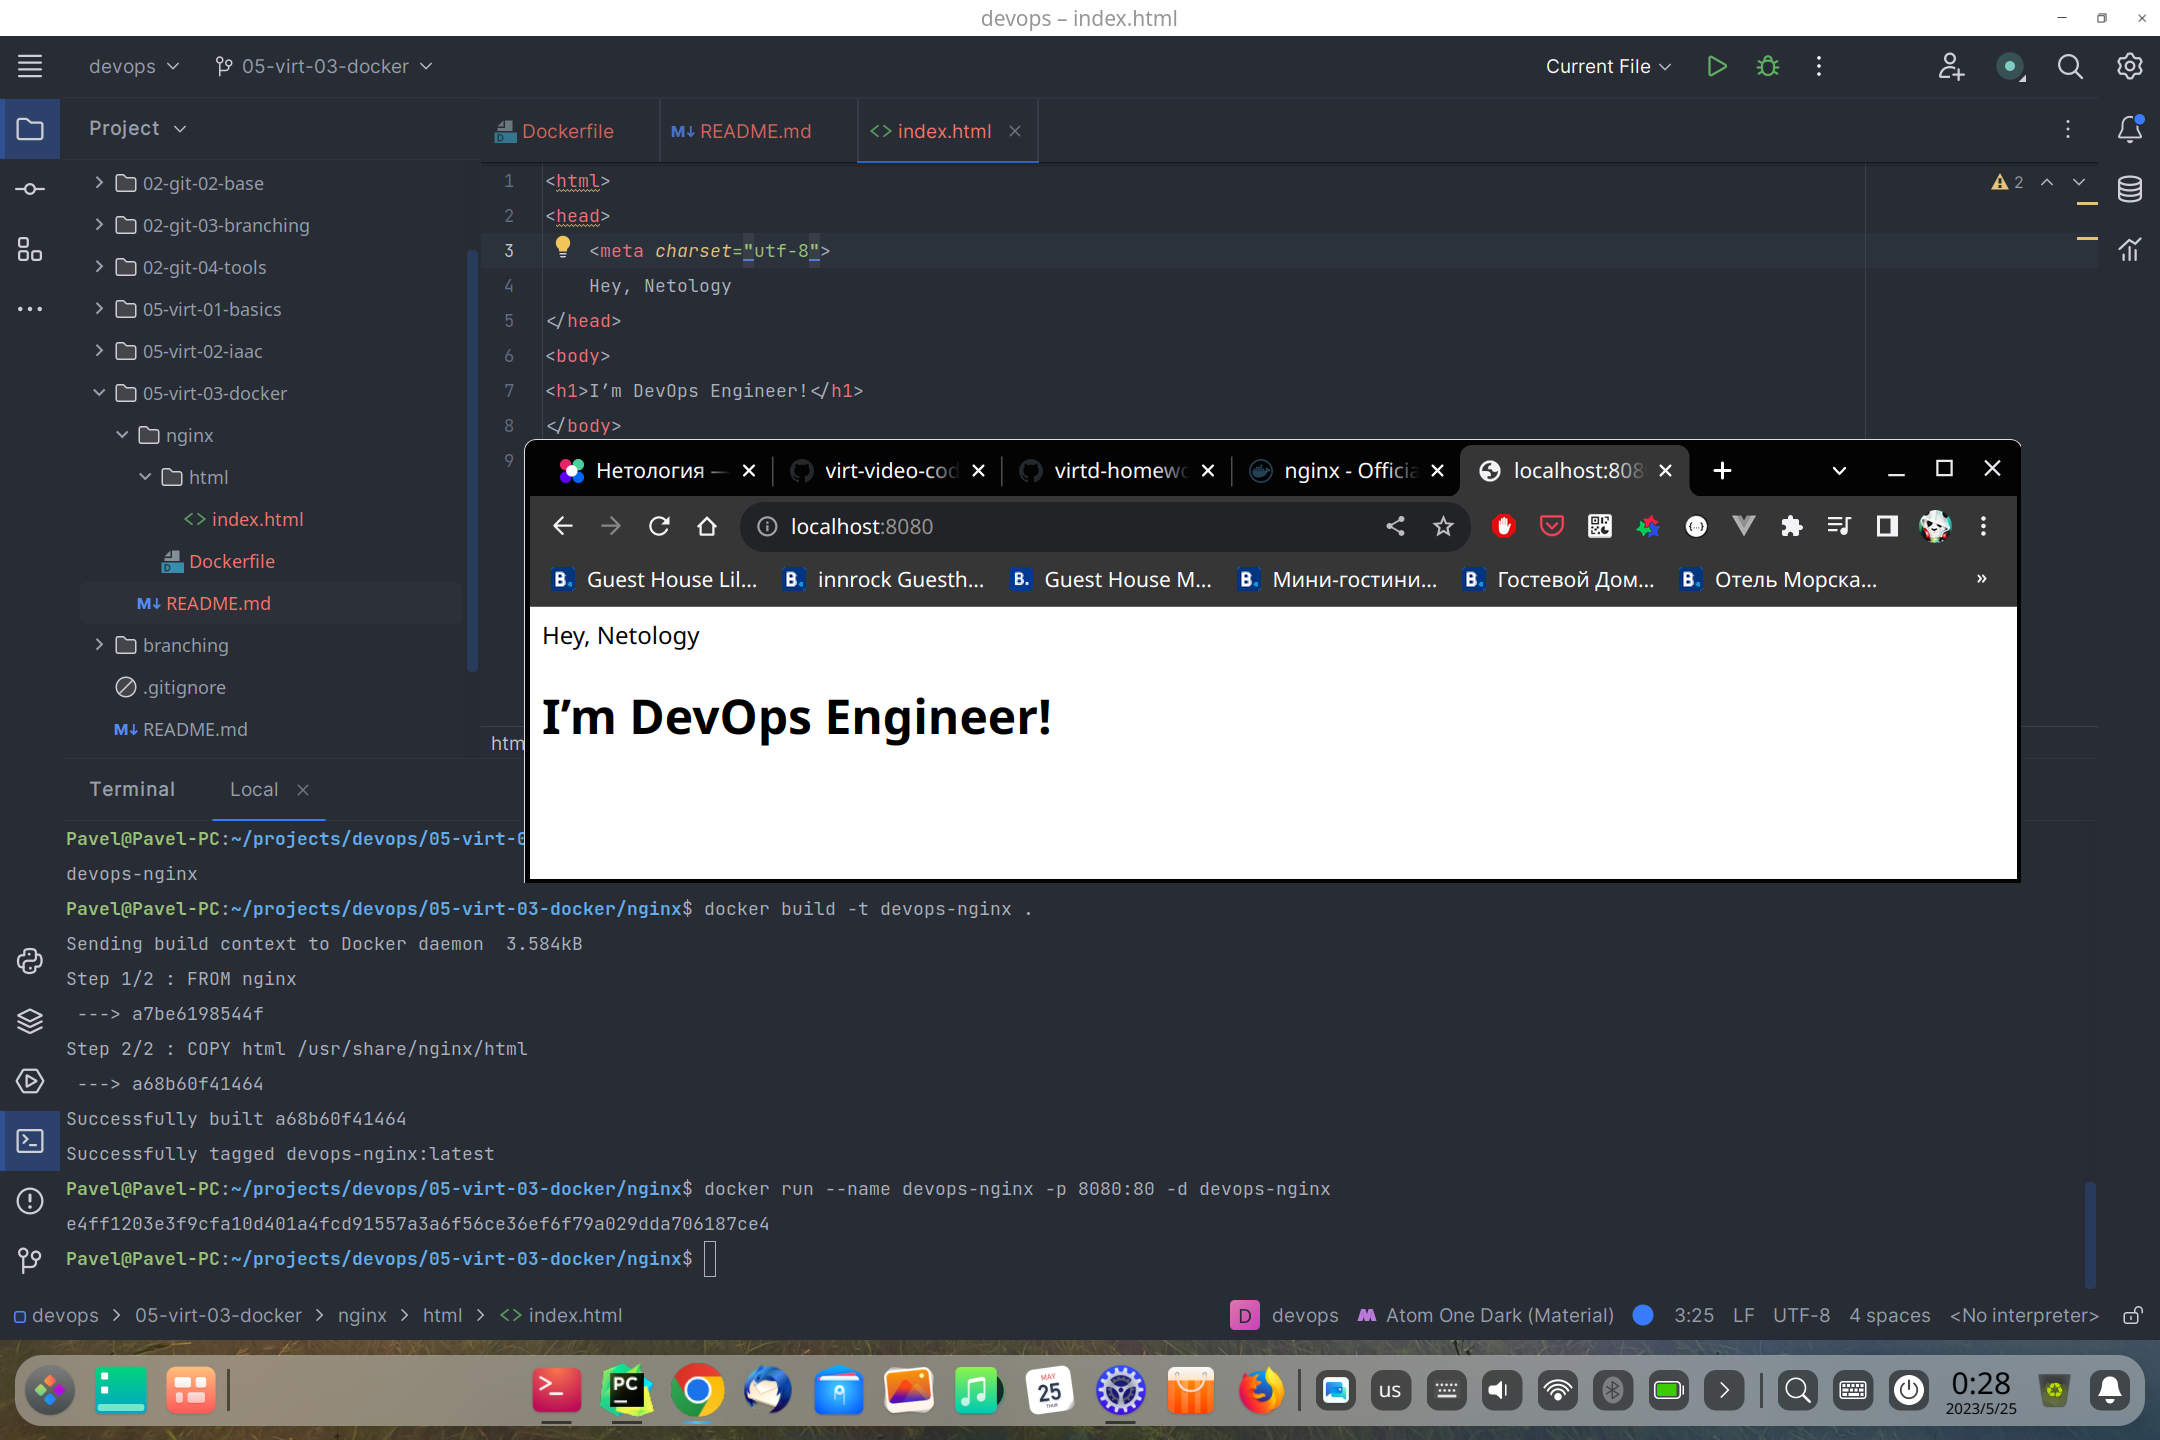 devops – index.html
devops
05-virt-03-docker
Current File
Project
Dockerfile
README.md
index.html
02-git-02-base
02-git-03-branching
02-git-04-tools
05-virt-01-basics
05-virt-02-iaac
05-virt-03-docker
nginx
html
index.html
Dockerfile
README.md
branching
.gitignore
README.md
2
1 <html>
2 <head>
3 <meta charset="utf-8">
4 Hey, Netology
5 </head>
6 <body>
7 <h1>I’m DevOps Engineer!</h1>
8 </body>
9
htm
Нетология —
virt-video-cod
virtd-homewo
nginx - Officia
localhost:808
localhost:8080
Guest House Lil...
innrock Guesth...
Guest House M...
Мини-гостини...
Гостевой Дом...
Отель Морска...
»
Hey, Netology
I’m DevOps Engineer!
Terminal
Local
Pavel@Pavel-PC:~/projects/devops/05-virt-0
devops-nginx
Pavel@Pavel-PC:~/projects/devops/05-virt-03-docker/nginx$ docker build -t devops-nginx .
Sending build context to Docker daemon  3.584kB
Step 1/2 : FROM nginx
 ---> a7be6198544f
Step 2/2 : COPY html /usr/share/nginx/html
 ---> a68b60f41464
Successfully built a68b60f41464
Successfully tagged devops-nginx:latest
Pavel@Pavel-PC:~/projects/devops/05-virt-03-docker/nginx$ docker run --name devops-nginx -p 8080:80 -d devops-nginx
e4ff1203e3f9cfa10d401a4fcd91557a3a6f56ce36ef6f79a029dda706187ce4
Pavel@Pavel-PC:~/projects/devops/05-virt-03-docker/nginx$
devops > 05-virt-03-docker > nginx > html > <> index.html
D devops
Atom One Dark (Material)
3:25 LF UTF-8 4 spaces <No interpreter>
PC
MAY
25
THUR
us
0:28
2023/5/25